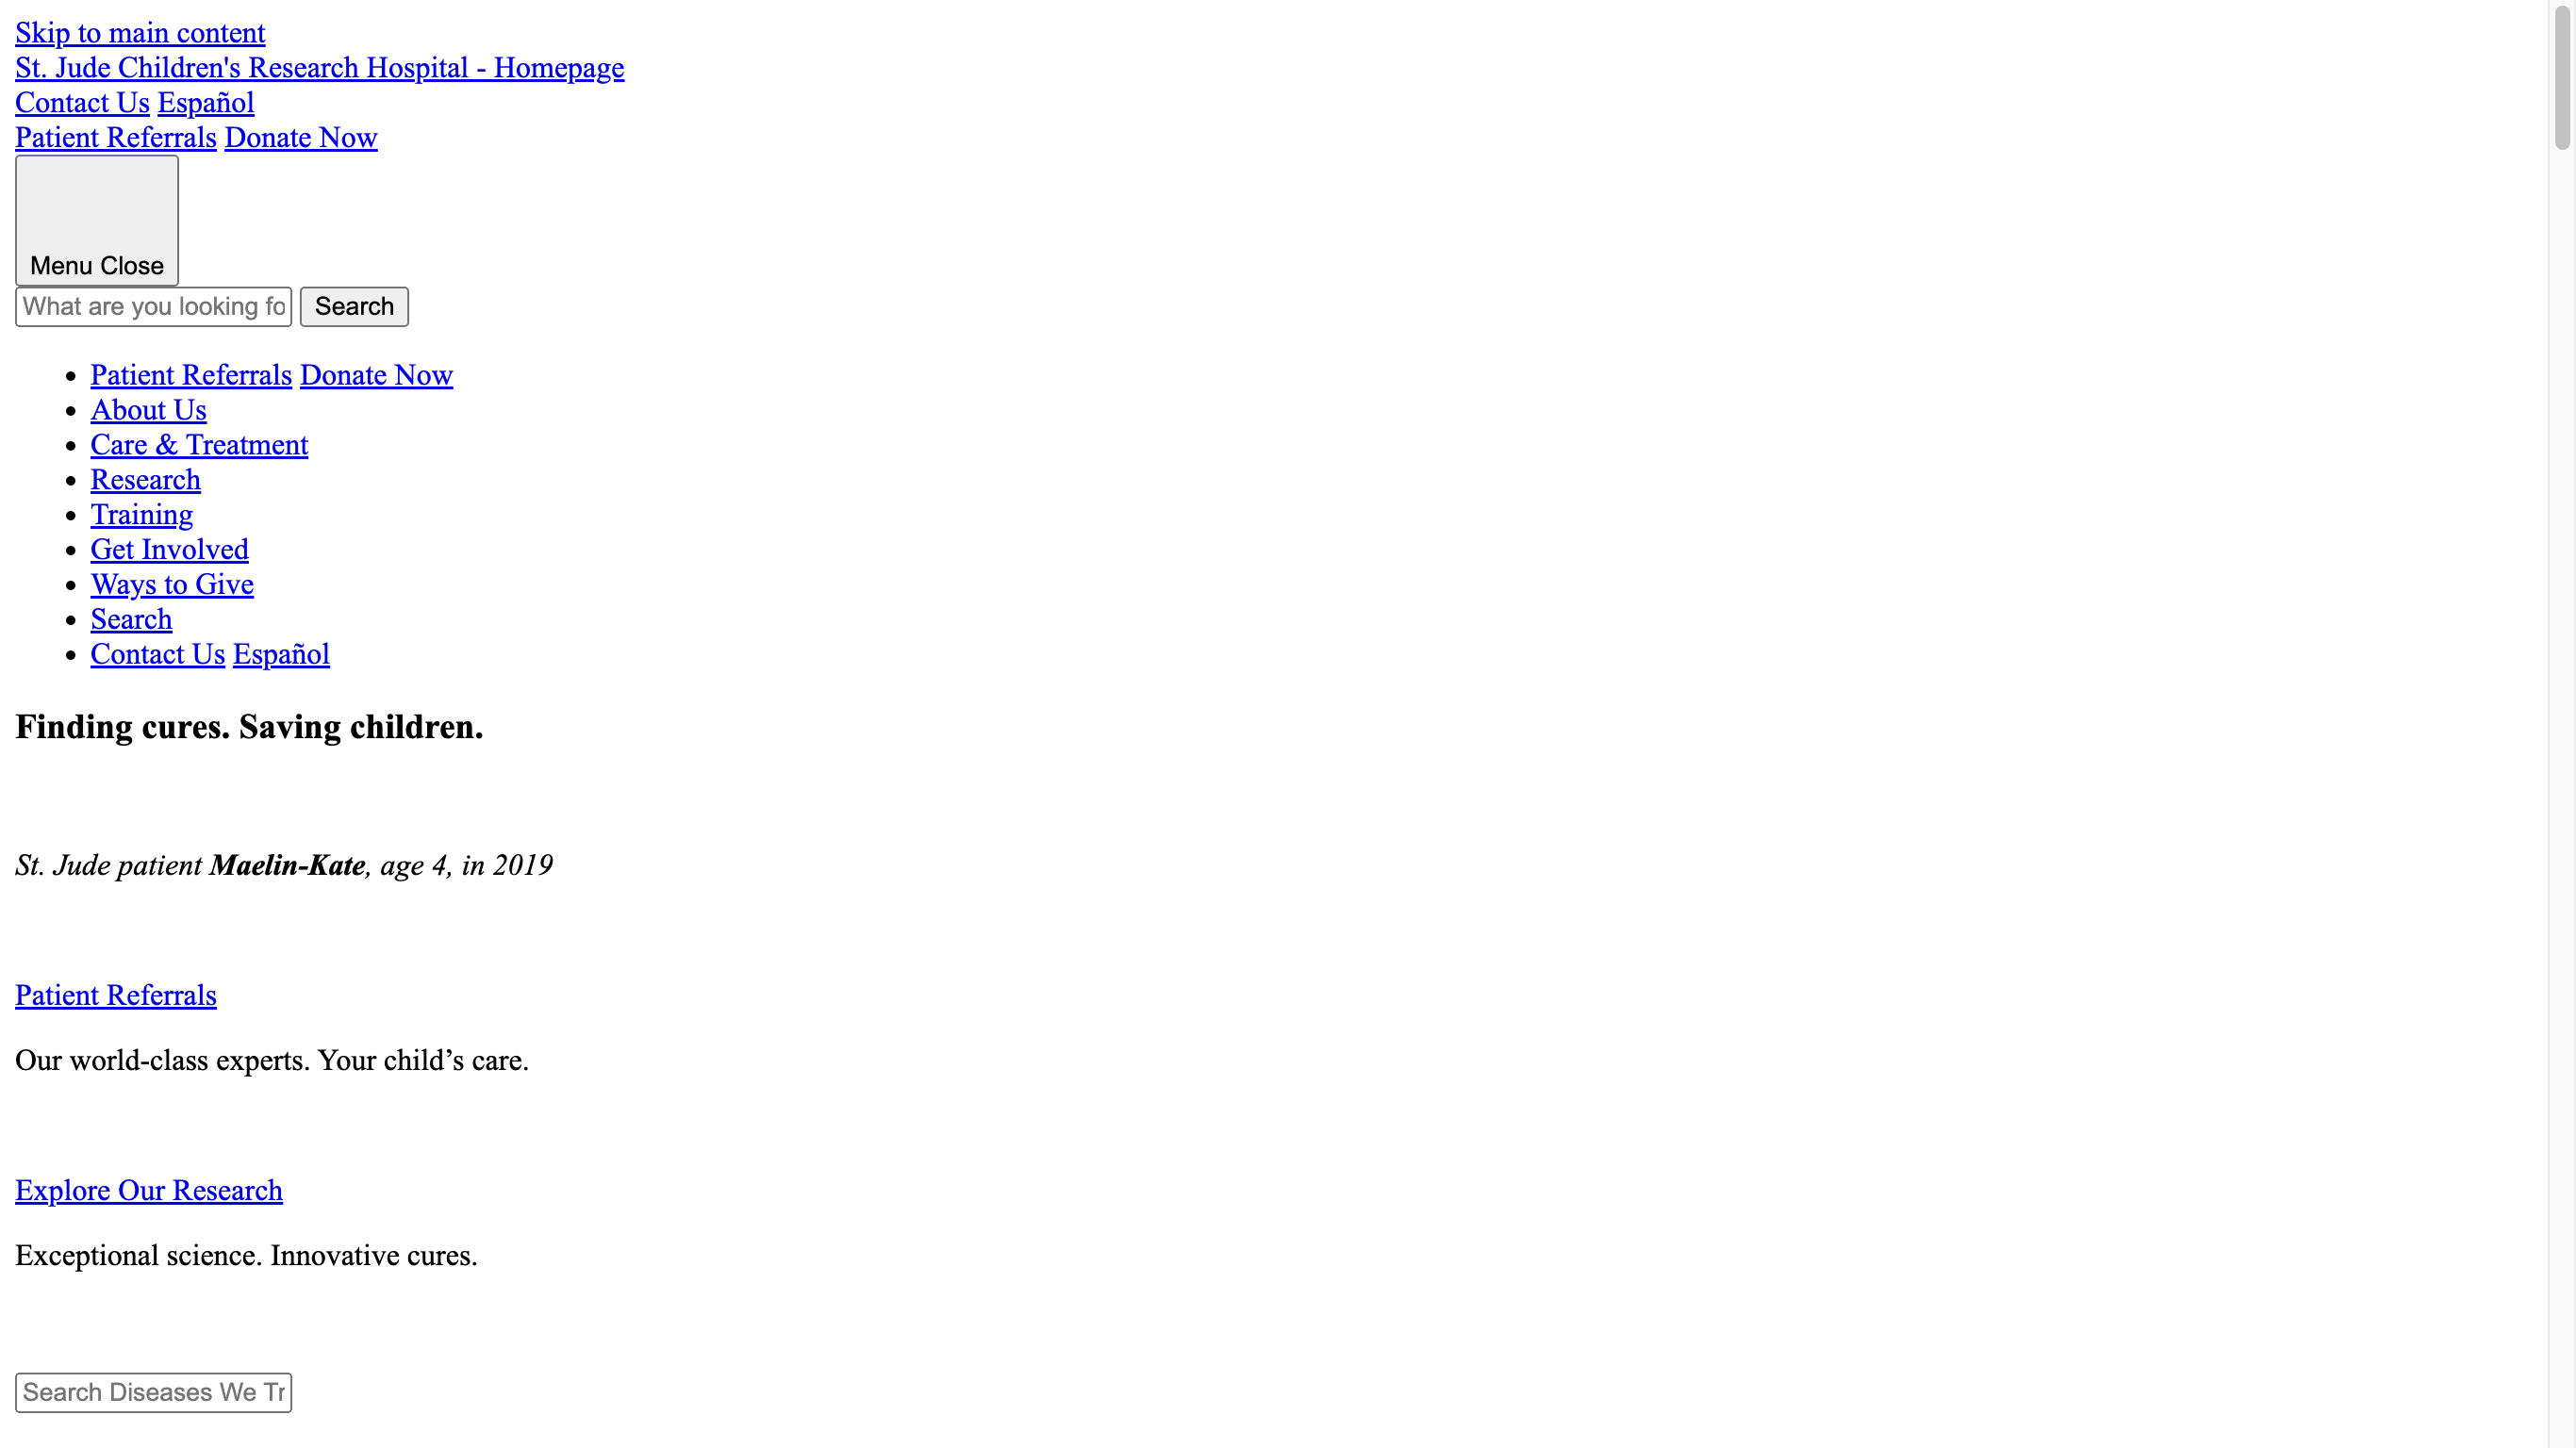 Skip to main content
St. Jude Children's Research Hospital - Homepage
Contact Us Español
Patient Referrals Donate Now
Menu Close
What are you looking fo
Search
Patient Referrals Donate Now
About Us
Care & Treatment
Research
Training
Get Involved
Ways to Give
Search
Contact Us Español
Finding cures. Saving children.
St. Jude patient Maelin-Kate, age 4, in 2019
Patient Referrals
Our world-class experts. Your child’s care.
Explore Our Research
Exceptional science. Innovative cures.
Search Diseases We Tr